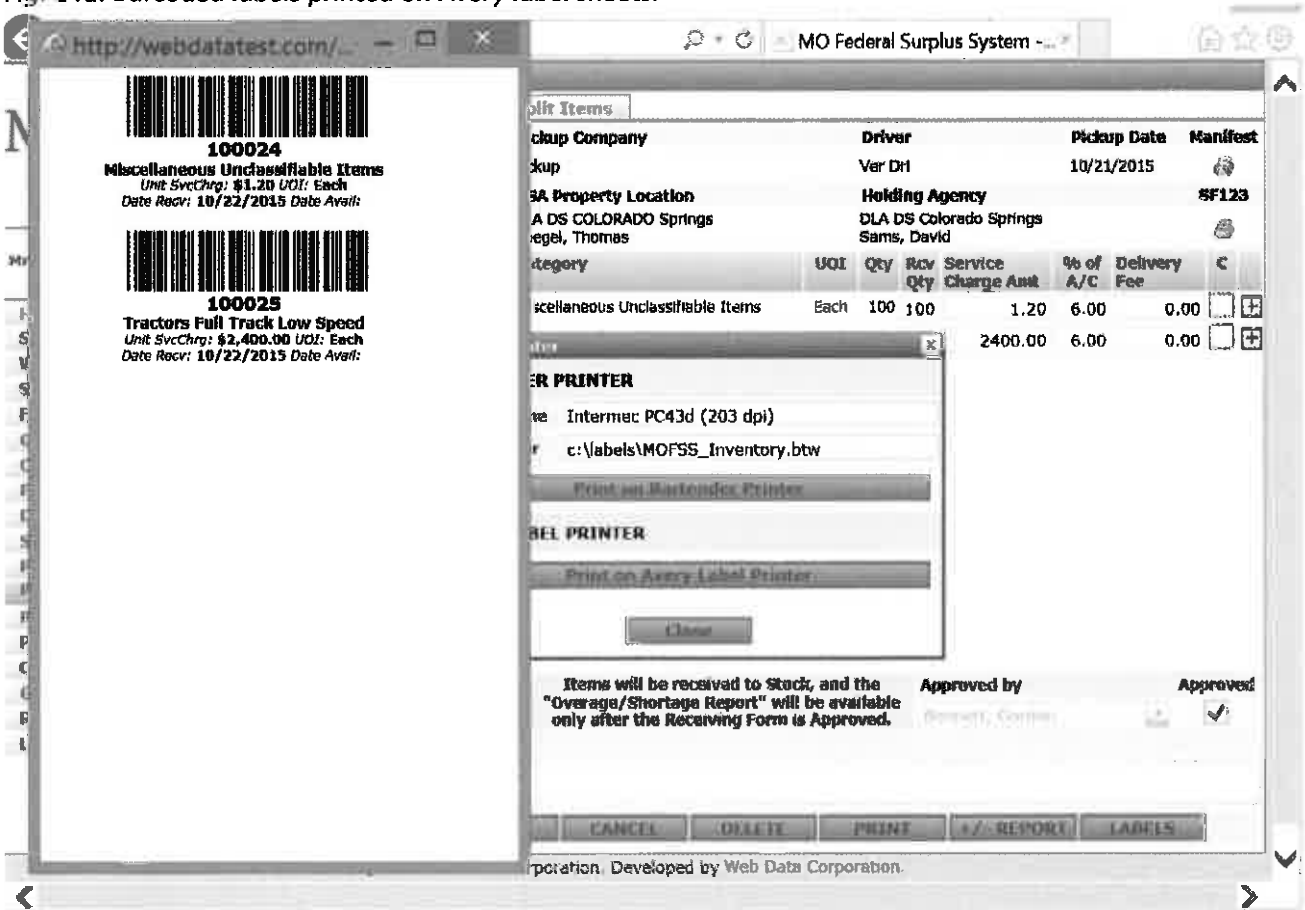 Barcoded labels printed on Avery label sheets.
http://webdatatest.com/...
MO Federal Surplus System -...
100024
Miscellaneous Unclassifiable Items
Unit SvcChrg: $1.20 UOI: Each
Date Recv: 10/22/2015 Date Avail:
100025
Tractors Full Track Low Speed
Unit SvcChrg: $2,400.00 UOI: Each
Date Recv: 10/22/2015 Date Avail:
plit Items
ckup Company Driver Pickup Date Manifest
ckup Ver Dri 10/21/2015
SA Property Location Holding Agency SF123
A DS COLORADO Springs DLA DS Colorado Springs
egel, Thomas Sams, David
ategory UOI Qty Rcv Qty Service Charge Amt % of A/C Delivery Fee C
scellaneous Unclassifiable Items Each 100 100 1.20 6.00 0.00
2400.00 6.00 0.00
nter
ER PRINTER
me Intermec PC43d (203 dpi)
r c:\labels\MOFSS_Inventory.btw
Print on Bartender Printer
BEL PRINTER
Print on Avery Label Printer
Close
Items will be received to Stock, and the
"Overage/Shortage Report" will be available
only after the Receiving Form is Approved.
Approved by Approved
CANCEL DELETE PRINT +/- REPORT LABELS
rporation. Developed by Web Data Corporation.